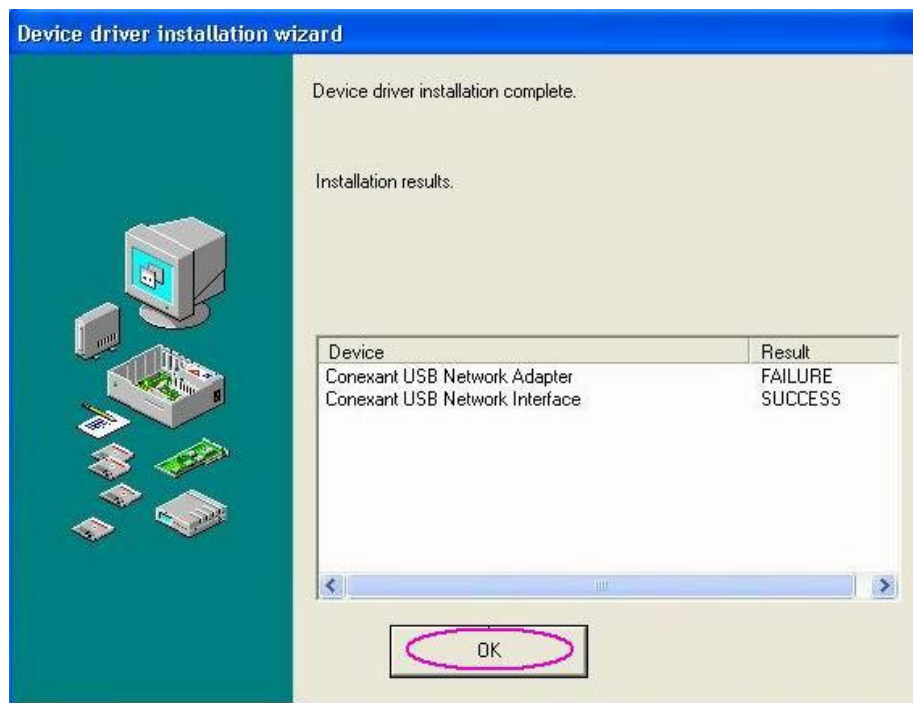 Device driver installation wizard
Device driver installation complete.
Installation results.
Device Result
Conexant USB Network Adapter FAILURE
Conexant USB Network Interface SUCCESS
OK